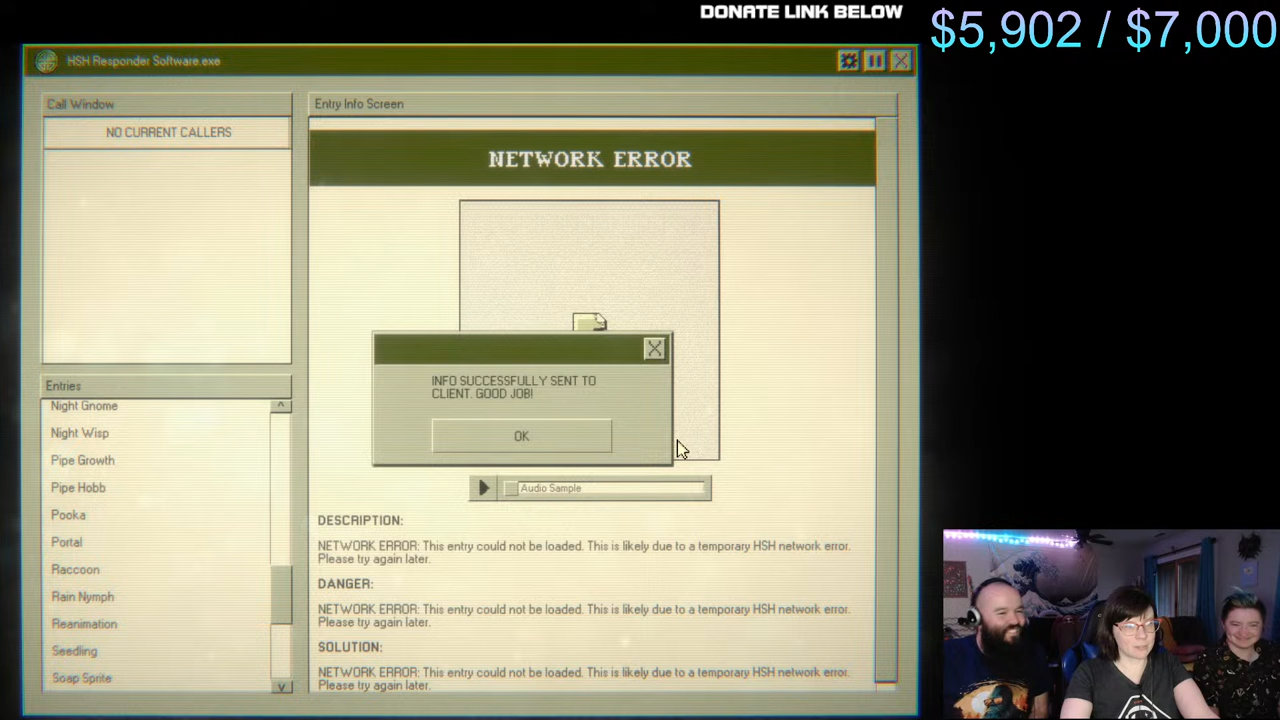 DONATE LINK BELOW
$5,902 / $7,000
HSH Responder Software.exe
Call Window
NO CURRENT CALLERS
Entries
Night Gnome
Night Wisp
Pipe Growth
Pipe Hobb
Pooka
Portal
Raccoon
Rain Nymph
Reanimation
Seedling
Soap Sprite
Entry Info Screen
NETWORK ERROR
INFO SUCCESSFULLY SENT TO
CLIENT. GOOD JOB!
OK
Audio Sample
DESCRIPTION:
NETWORK ERROR: This entry could not be loaded. This is likely due to a temporary HSH network error.
Please try again later.
DANGER:
NETWORK ERROR: This entry could not be loaded. This is likely due to a temporary HSH network error.
Please try again later.
SOLUTION:
NETWORK ERROR: This entry could not be loaded. This is likely due to a temporary HSH network error.
Please try again later.